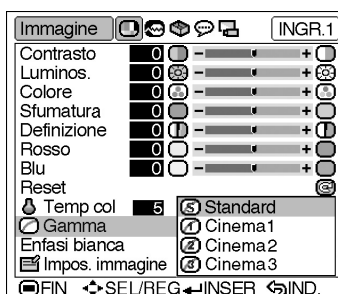 Immagine INGR.1
Contrasto 0 - +
Luminos. 0 - +
Colore 0 - +
Sfumatura 0 - +
Definizione 0 - +
Rosso 0 - +
Blu 0 - +
Reset
Temp col 5
Gamma
Enfasi bianca
Impos. immagine
Standard
Cinema1
Cinema2
Cinema3
FIN SEL/REG INSER IND.